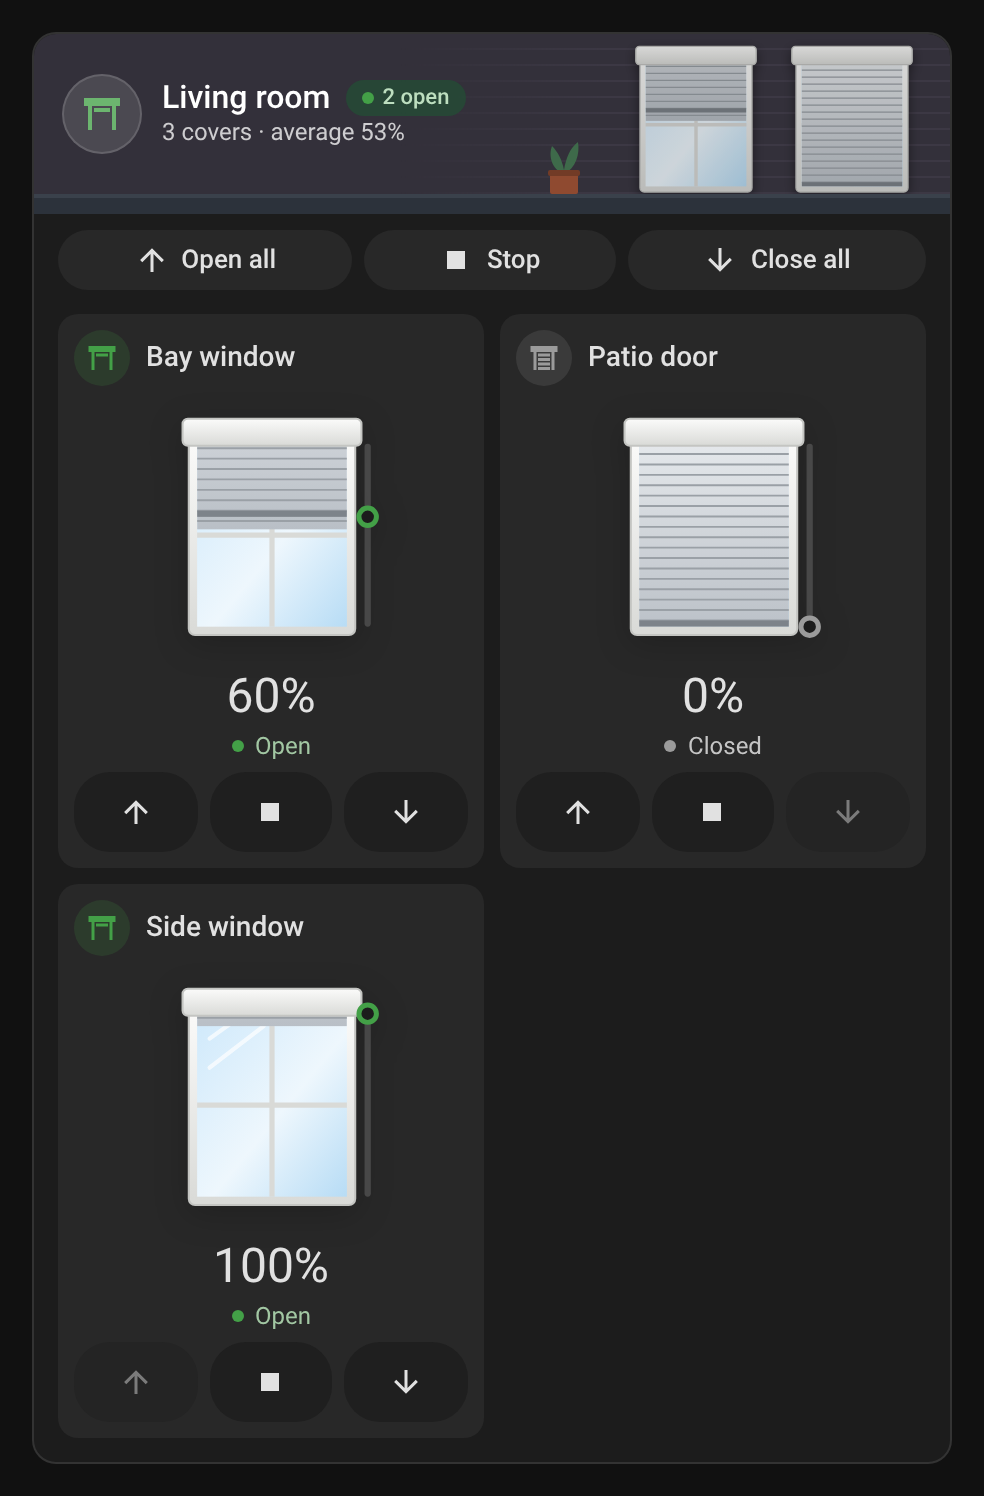 Living room
2 open
3 covers · average 53%
Open all
Stop
Close all
Bay window
60%
Open
Patio door
0%
Closed
Side window
100%
Open